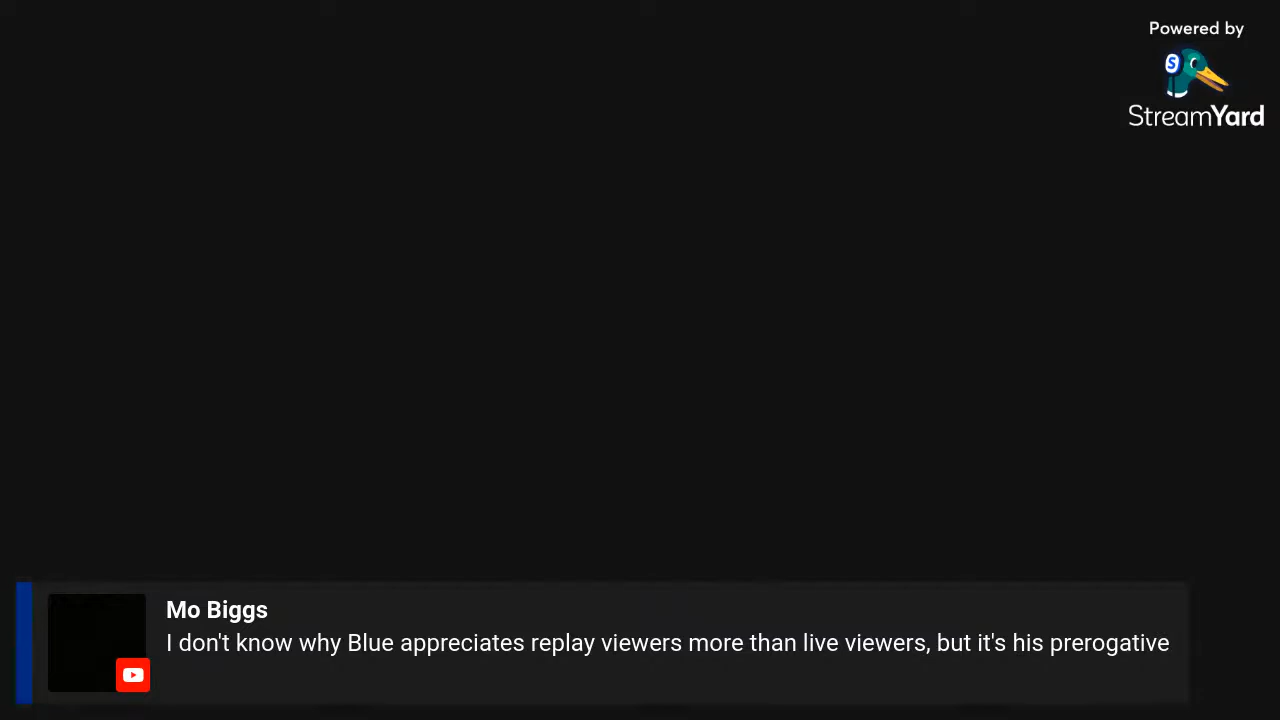 Powered by
S
StreamYard
Mo Biggs
I don't know why Blue appreciates replay viewers more than live viewers, but it's his prerogative